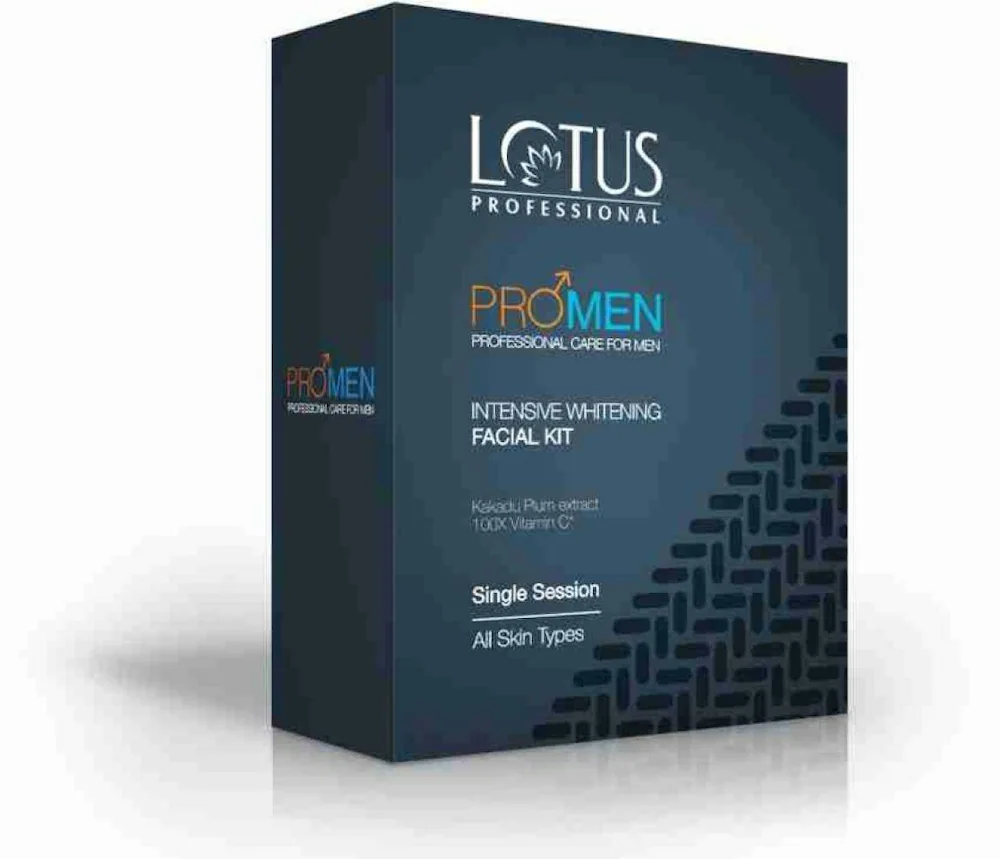 LOTUS
PROFESSIONAL
PROMEN
PROFESSIONAL CARE FOR MEN
INTENSIVE WHITENING
FACIAL KIT
Kakadu Plum extract
100X Vitamin C*
Single Session
All Skin Types
PROMEN
PROFESSIONAL CARE FOR MEN